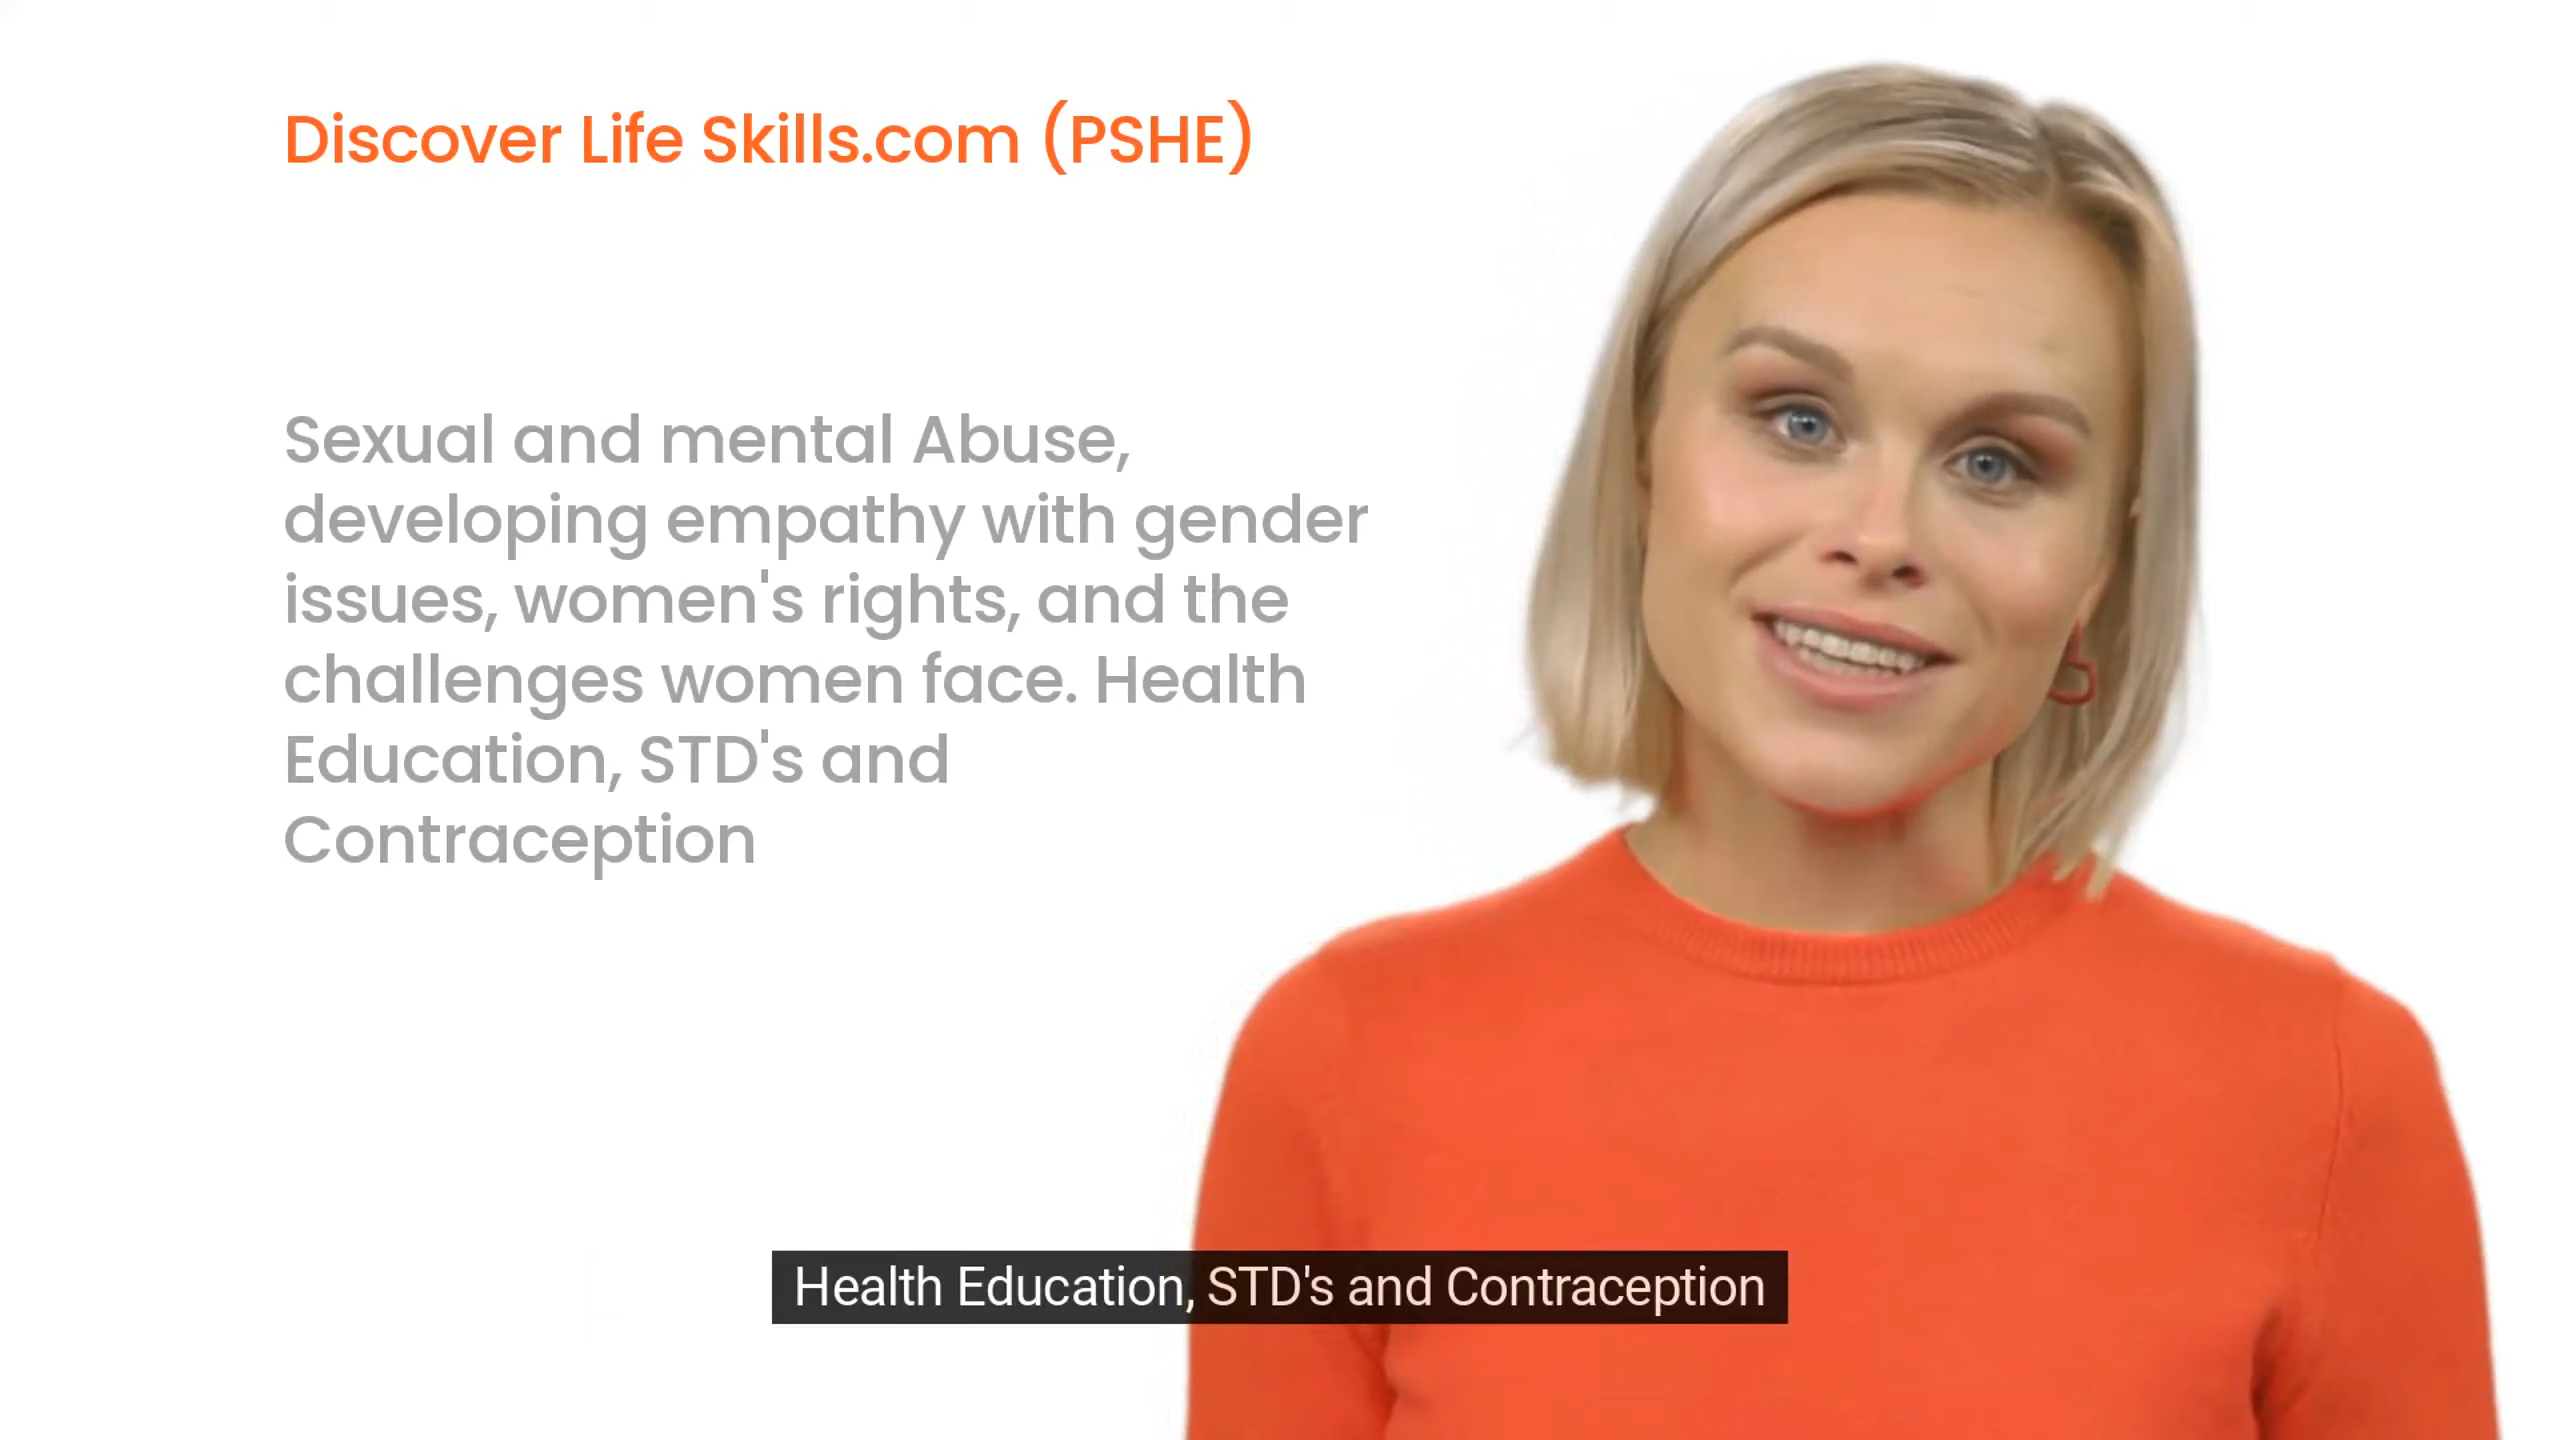 Discover Life Skills.com (PSHE)
Sexual and mental Abuse,
developing empathy with gender
issues, women's rights, and the
challenges women face. Health
Education, STD's and
Contraception
Health Education, STD's and Contraception